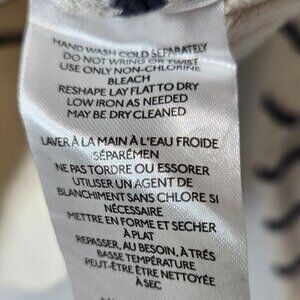 HAND WASH COLD SEPARATELY
DO NOT WRING OR TWIST
USE ONLY NON-CHLORINE
BLEACH
RESHAPE LAY FLAT TO DRY
LOW IRON AS NEEDED
MAY BE DRY CLEANED
LAVER À LA MAIN À L'EAU FROIDE
SÉPARÉMEN
NE PAS TORDRE OU ESSORER
UTILISER UN AGENT DE
BLANCHIMENT SANS CHLORE SI
NÉCESSAIRE
METTRE EN FORME ET SECHER
À PLAT
REPASSER, AU BESOIN, À TRÈS
BASSE TEMPÉRATURE
PEUT-ÊTRE ÊTRE NETTOYÉE
À SEC